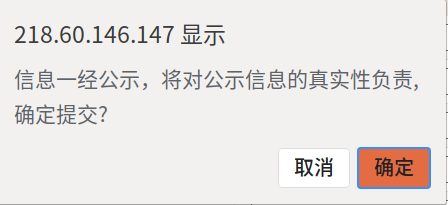 218.60.146.147 显示
信息一经公示，将对公示信息的真实性负责,
确定提交?
取消 确定